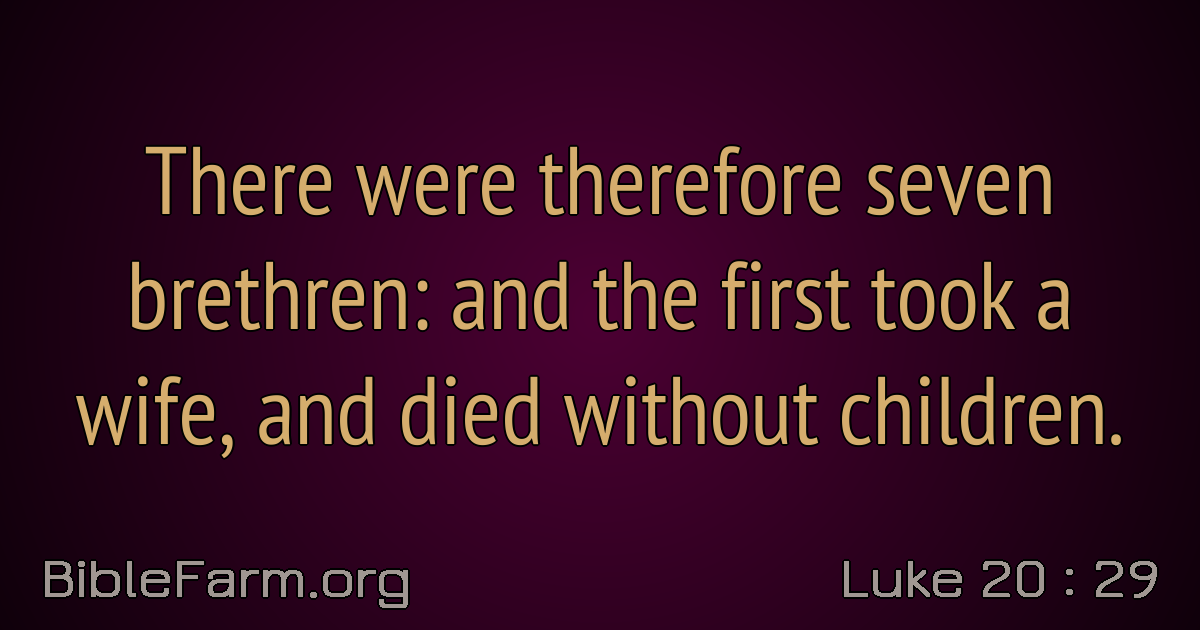 There were therefore seven
brethren: and the first took a
wife, and died without children.
BibleFarm.org
Luke 20 : 29